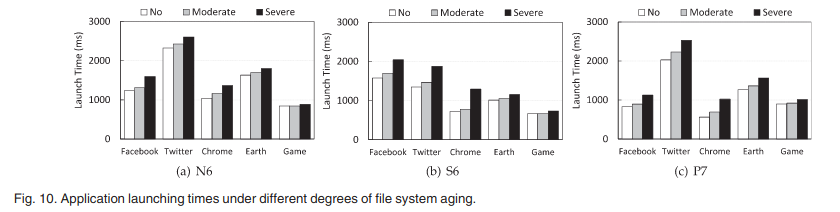 No Moderate Severe
Launch Time (ms)
3000
2000
1000
0
Facebook Twitter Chrome Earth Game
(a) N6
No Moderate Severe
Launch Time (ms)
3000
2000
1000
0
Facebook Twitter Chrome Earth Game
(b) S6
No Moderate Severe
Launch Time (ms)
3000
2000
1000
0
Facebook Twitter Chrome Earth Game
(c) P7
Fig. 10. Application launching times under different degrees of file system aging.